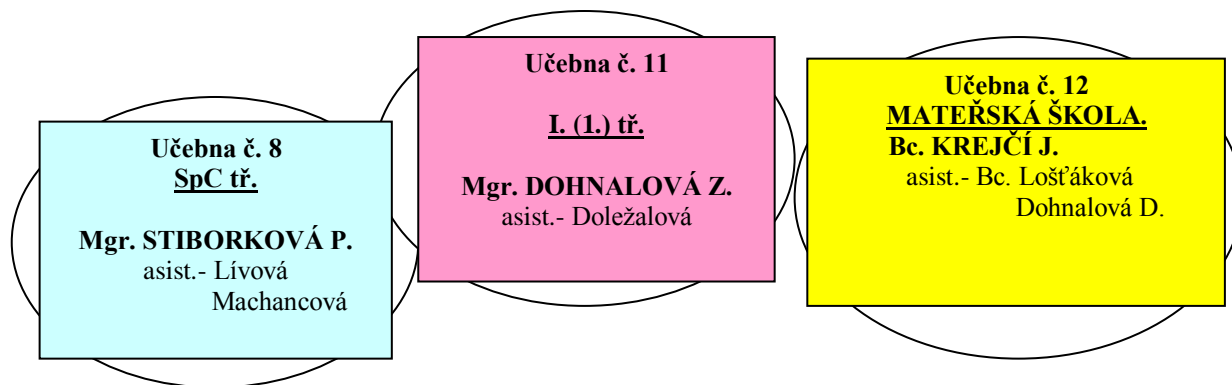 Učebna č. 8
SpC tř.
Mgr. STIBORKOVÁ P.
asist.- Lívová
Machancová
Učebna č. 11
I. (1.) tř.
Mgr. DOHNALOVÁ Z.
asist.- Doležalová
Učebna č. 12
MATEŘSKÁ ŠKOLA.
Bc. KREJČÍ J.
asist.- Bc. Lošťáková
Dohnalová D.